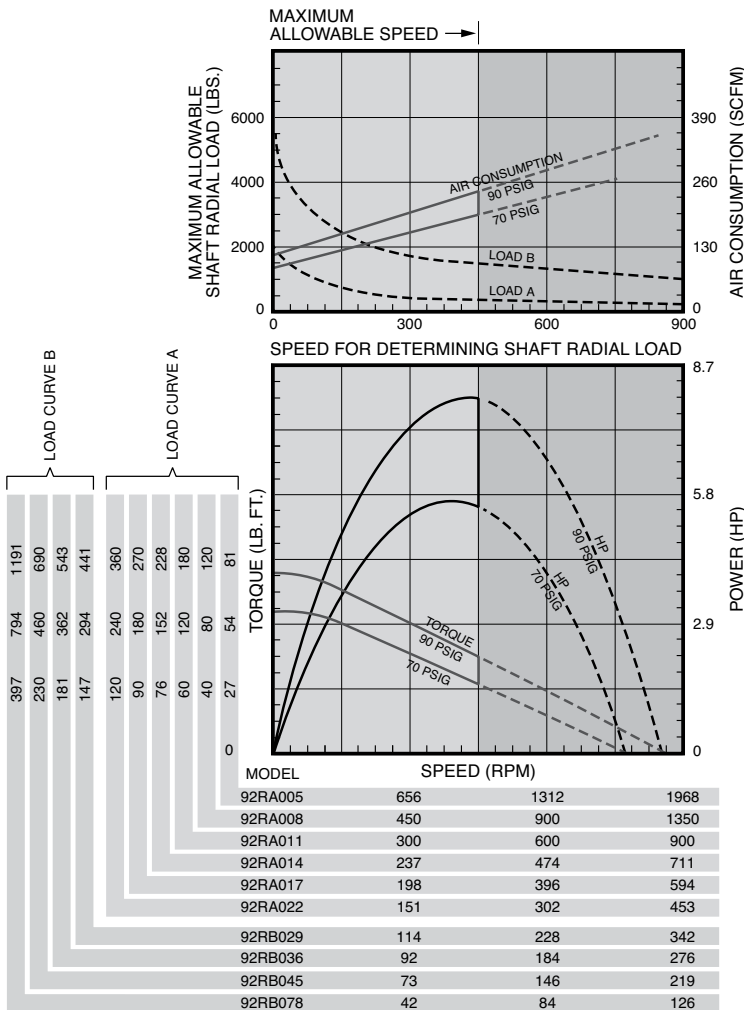 MAXIMUM
ALLOWABLE SPEED
MAXIMUM ALLOWABLE
SHAFT RADIAL LOAD (LBS.)
6000
4000
2000
0
390
260
130
0
AIR CONSUMPTION (SCFM)
AIR CONSUMPTION
90 PSIG
70 PSIG
LOAD B
LOAD A
0 300 600 900
SPEED FOR DETERMINING SHAFT RADIAL LOAD
LOAD CURVE B
LOAD CURVE A
1191 690 543 441 360 270 228 180 120 81
794 460 362 294 240 180 152 120 80 54
397 230 181 147 120 90 76 60 40 27
0
TORQUE (LB. FT.)
8.7
5.8
2.9
0
POWER (HP)
HP
90 PSIG
HP
70 PSIG
TORQUE
90 PSIG
70 PSIG
MODEL SPEED (RPM)
92RA005 656 1312 1968
92RA008 450 900 1350
92RA011 300 600 900
92RA014 237 474 711
92RA017 198 396 594
92RA022 151 302 453
92RB029 114 228 342
92RB036 92 184 276
92RB045 73 146 219
92RB078 42 84 126